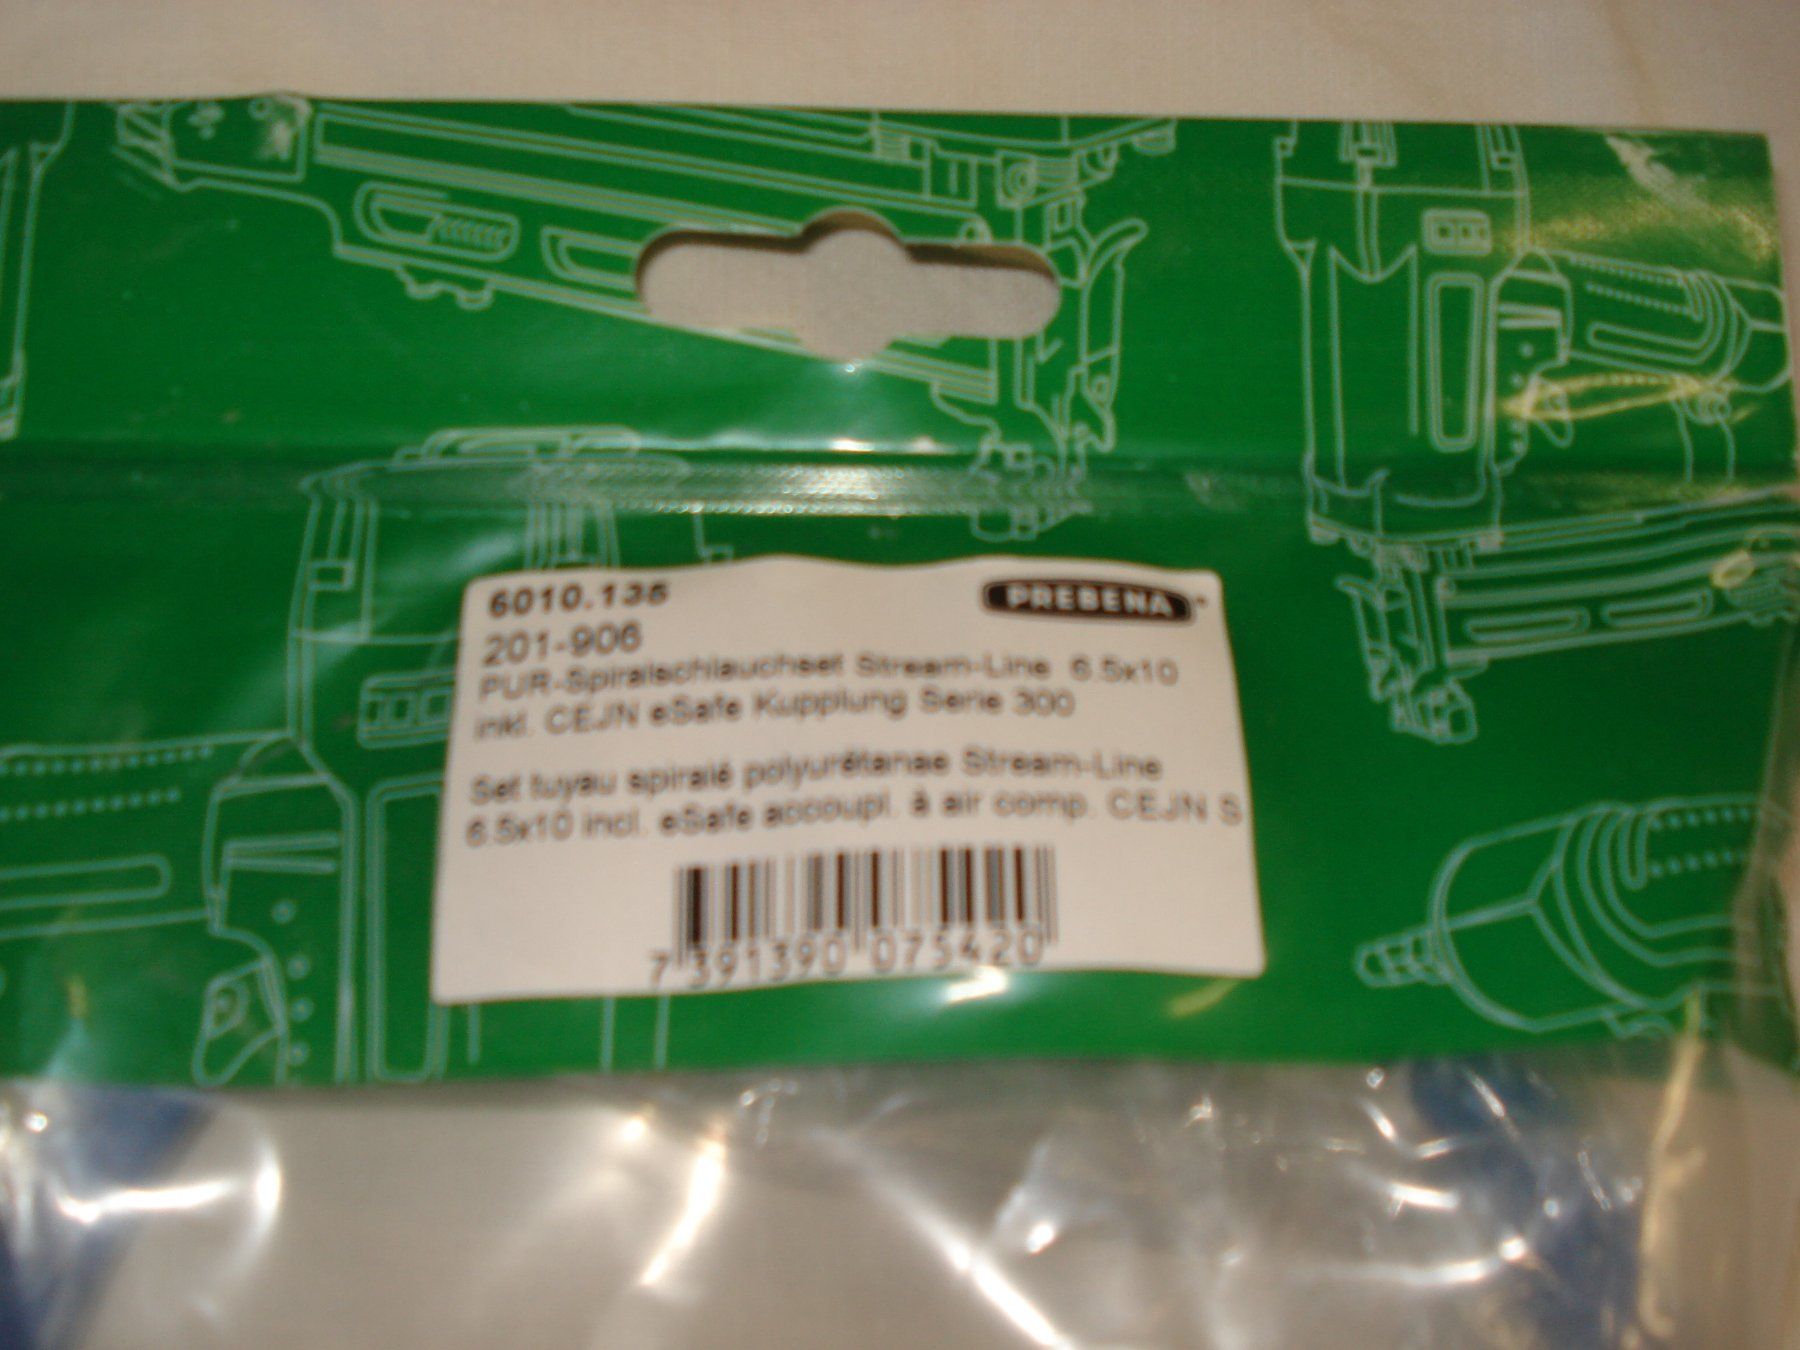 6010.136
PREBENA
201-906
PUR-Spiralschlauchset Stream-Line 6.5x10
inkl. CEJN eSafe Kupplung Serie 300
Set tuyau spiralé polyurétanae Stream-Line
6.5x10 incl. eSafe accoupl. à air comp. CEJN S
7 391390 075420